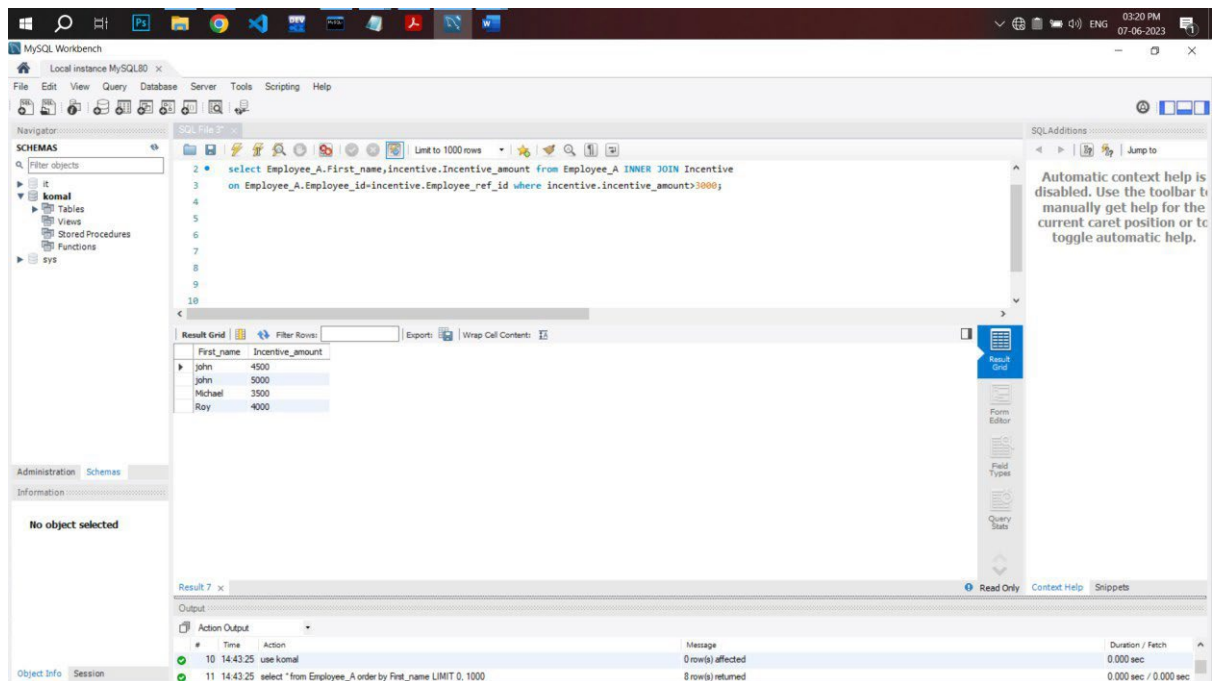 Ps
DEV
MySQL
ENG
03:20 PM
07-06-2023
MySQL Workbench
Local instance MySQL80
File Edit View Query Database Server Tools Scripting Help
Navigator
SCHEMAS
Filter objects
it
komal
Tables
Views
Stored Procedures
Functions
sys
Administration Schemas
Information
No object selected
Object Info Session
SQL File 3*
Limit to 1000 rows
2 select Employee_A.First_name,incentive.Incentive_amount from Employee_A INNER JOIN Incentive
3 on Employee_A.Employee_id=incentive.Employee_ref_id where incentive.incentive_amount>3000;
4
5
6
7
8
9
10
Result Grid Filter Rows: Export: Wrap Cell Content:
First_name Incentive_amount
john 4500
john 5000
Michael 3500
Roy 4000
Result Grid
Form Editor
Field Types
Query Stats
Result 7
Read Only
Output
Action Output
# Time Action Message Duration / Fetch
10 14:43:25 use komal 0 row(s) affected 0.000 sec
11 14:43:25 select * from Employee_A order by First_name LIMIT 0, 1000 8 row(s) returned 0.000 sec / 0.000 sec
SQLAdditions
Jump to
Automatic context help is
disabled. Use the toolbar to
manually get help for the
current caret position or to
toggle automatic help.
Context Help Snippets